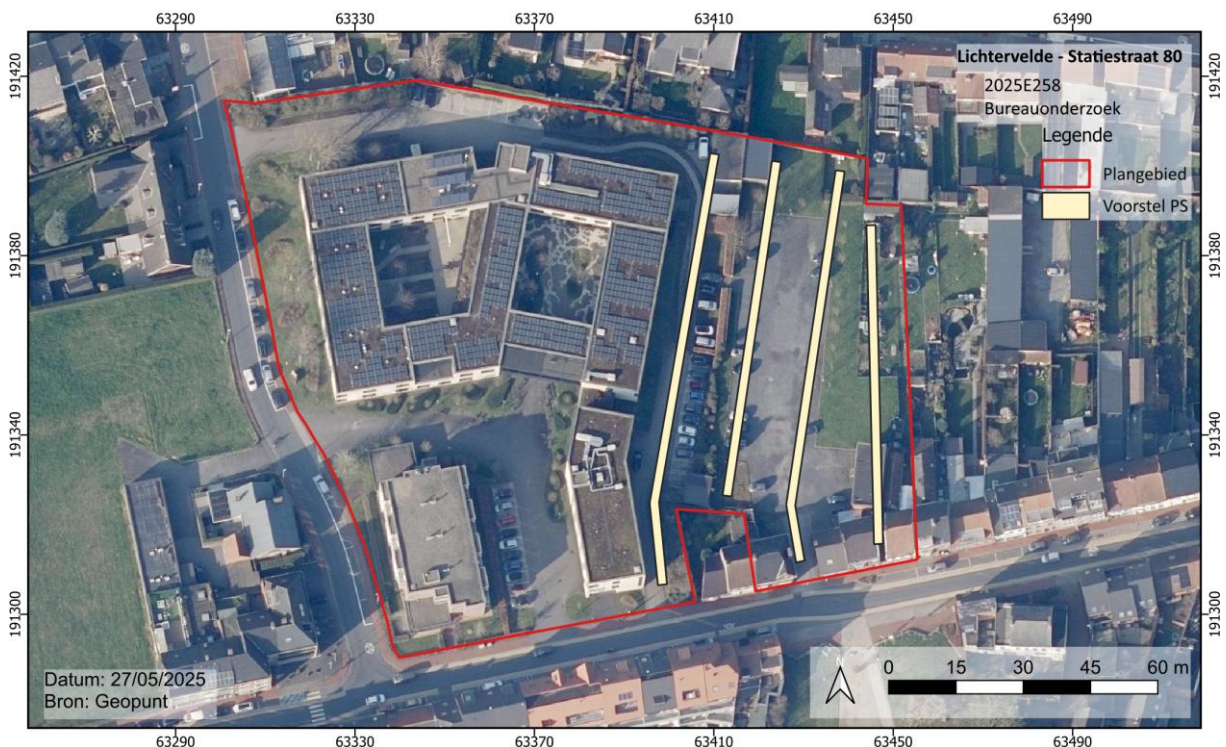 63290 63330 63370 63410 63450 63490
191420 191420
Lichtervelde - Statiestraat 80
2025E258
Bureauonderzoek
Legende
Plangebied
Voorstel PS
191380 191380
191340 191340
191300 191300
N
Datum: 27/05/2025
Bron: Geopunt
0 15 30 45 60 m
63290 63330 63370 63410 63450 63490